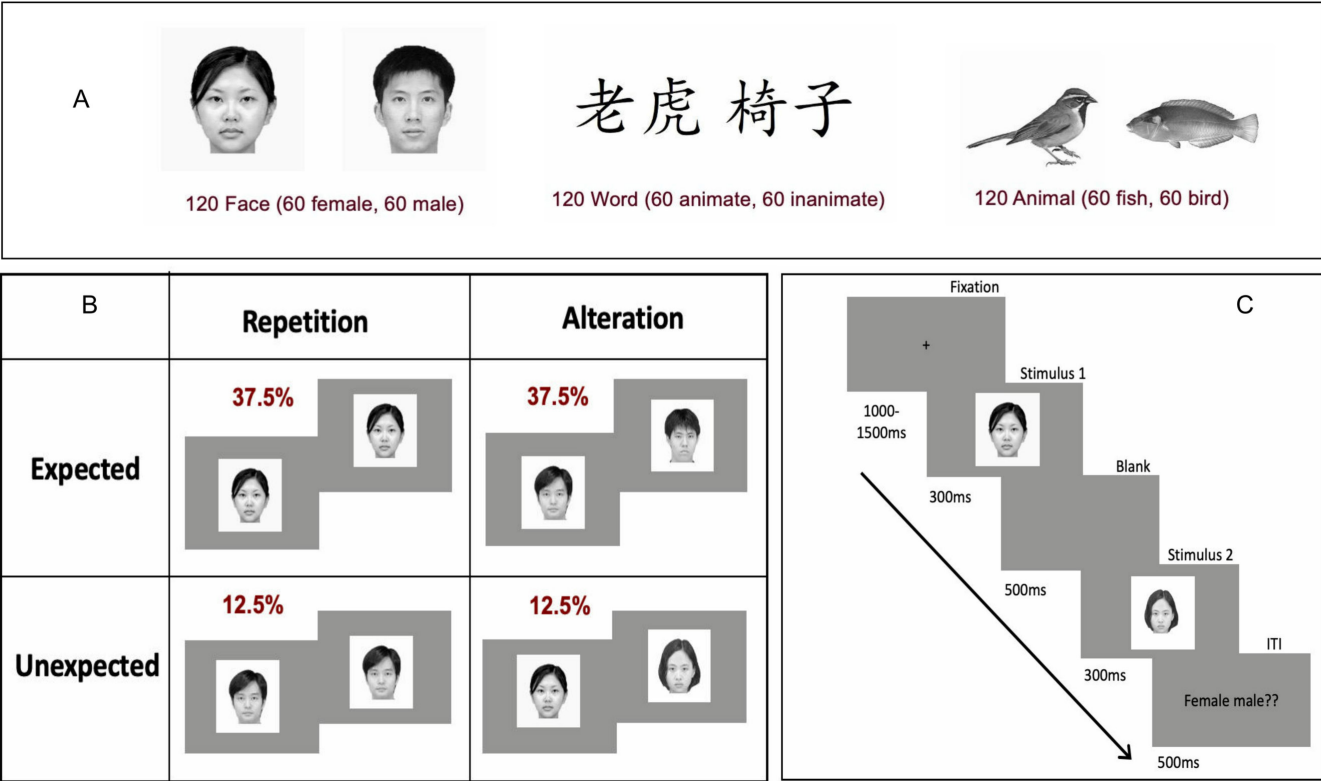 A
老虎 椅子
120 Face (60 female, 60 male)
120 Word (60 animate, 60 inanimate)
120 Animal (60 fish, 60 bird)
B
Repetition
Alteration
Expected
37.5%
37.5%
Unexpected
12.5%
12.5%
C
Fixation
+
1000-
1500ms
Stimulus 1
300ms
Blank
500ms
Stimulus 2
300ms
ITI
Female male??
500ms